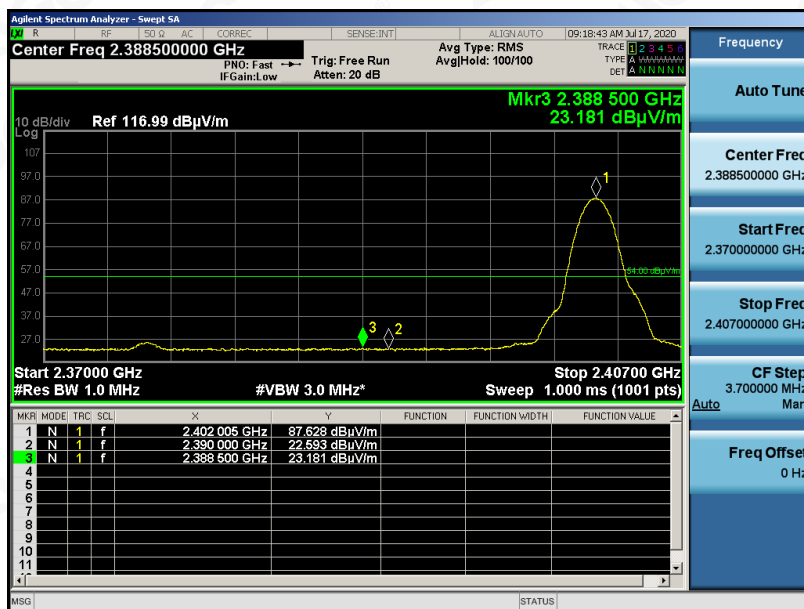 Agilent Spectrum Analyzer - Swept SA
LXI R RF 50 Ω AC CORREC SENSE:INT ALIGN AUTO 09:18:43 AM Jul 17, 2020
Center Freq 2.388500000 GHz
PNO: Fast
IFGain:Low
Trig: Free Run
Atten: 20 dB
Avg Type: RMS
Avg|Hold: 100/100
TRACE 1 2 3 4 5 6
TYPE A WWWWW
DET A N N N N N
Mkr3 2.388 500 GHz
23.181 dBµV/m
10 dB/div Ref 116.99 dBµV/m
Log
107
97.0
87.0
77.0
67.0
57.0
47.0
37.0
27.0
1
54.00 dBµV/m
3
2
Start 2.37000 GHz Stop 2.40700 GHz
#Res BW 1.0 MHz #VBW 3.0 MHz* Sweep 1.000 ms (1001 pts)
MKR MODE TRC SCL X Y FUNCTION FUNCTION WIDTH FUNCTION VALUE
1 N 1 f 2.402 005 GHz 87.628 dBµV/m
2 N 1 f 2.390 000 GHz 22.593 dBµV/m
3 N 1 f 2.388 500 GHz 23.181 dBµV/m
4
5
6
7
8
9
10
11
MSG STATUS
Frequency
Auto Tune
Center Freq
2.388500000 GHz
Start Freq
2.370000000 GHz
Stop Freq
2.407000000 GHz
CF Step
3.700000 MHz
Auto Man
Freq Offset
0 Hz